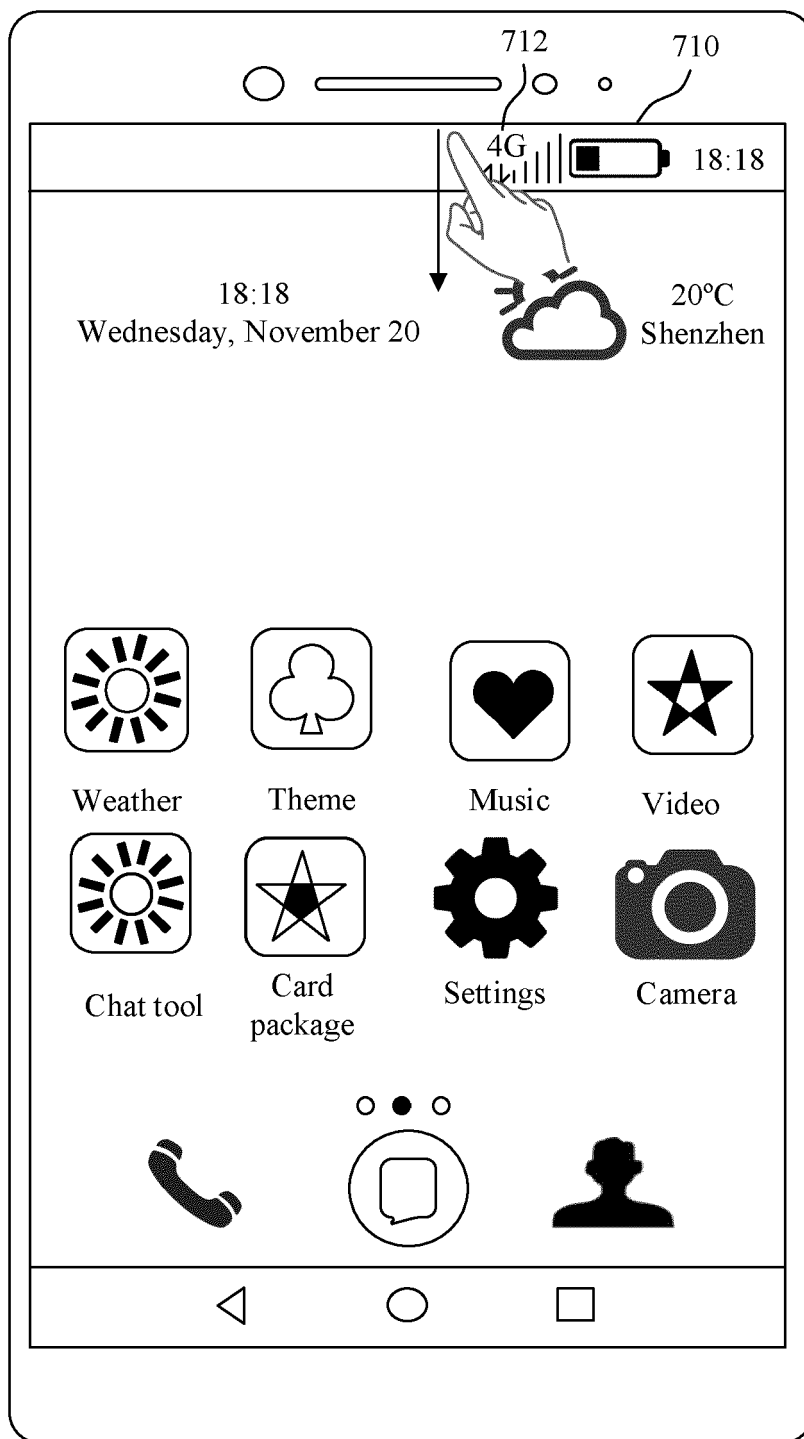 712
710
4G
18:18
18:18
Wednesday, November 20
20°C
Shenzhen
Weather
Theme
Music
Video
Chat tool
Card
package
Settings
Camera